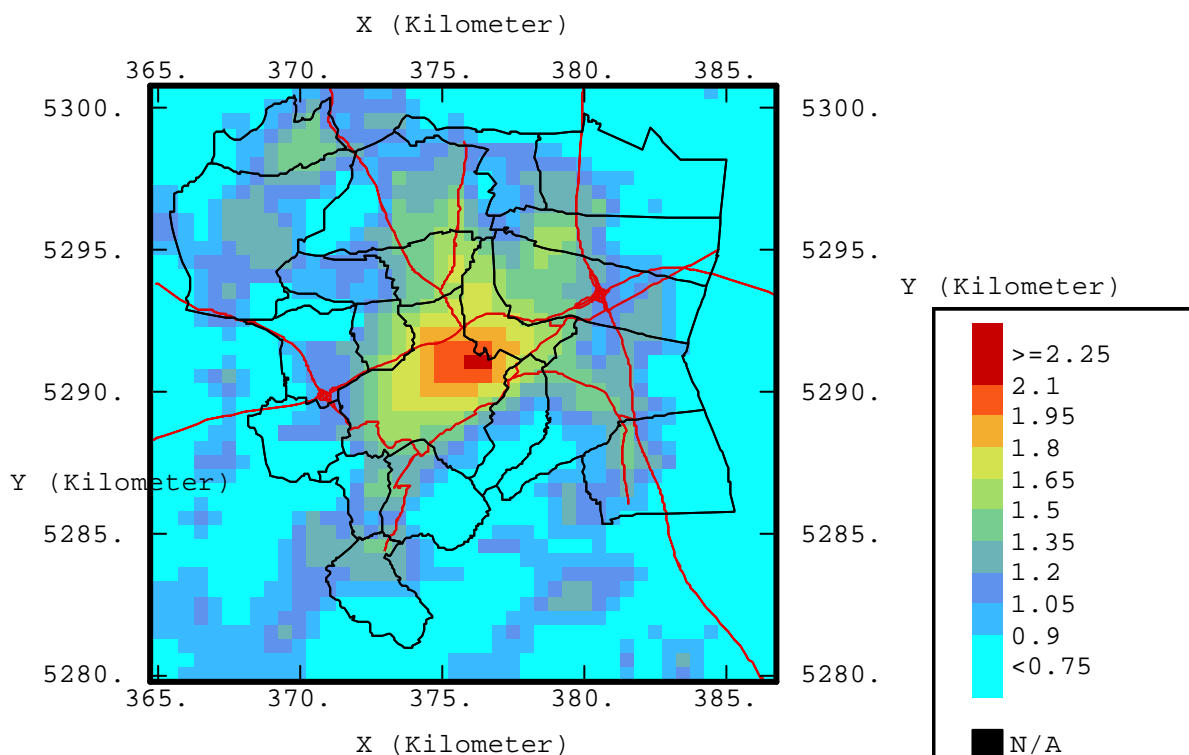 X (Kilometer)
365. 370. 375. 380. 385.
5300. 5300.
5295. 5295.
Y (Kilometer)
5290. 5290.
Y (Kilometer)
5285. 5285.
5280. 5280.
365. 370. 375. 380. 385.
X (Kilometer)
>=2.25
2.1
1.95
1.8
1.65
1.5
1.35
1.2
1.05
0.9
<0.75
N/A